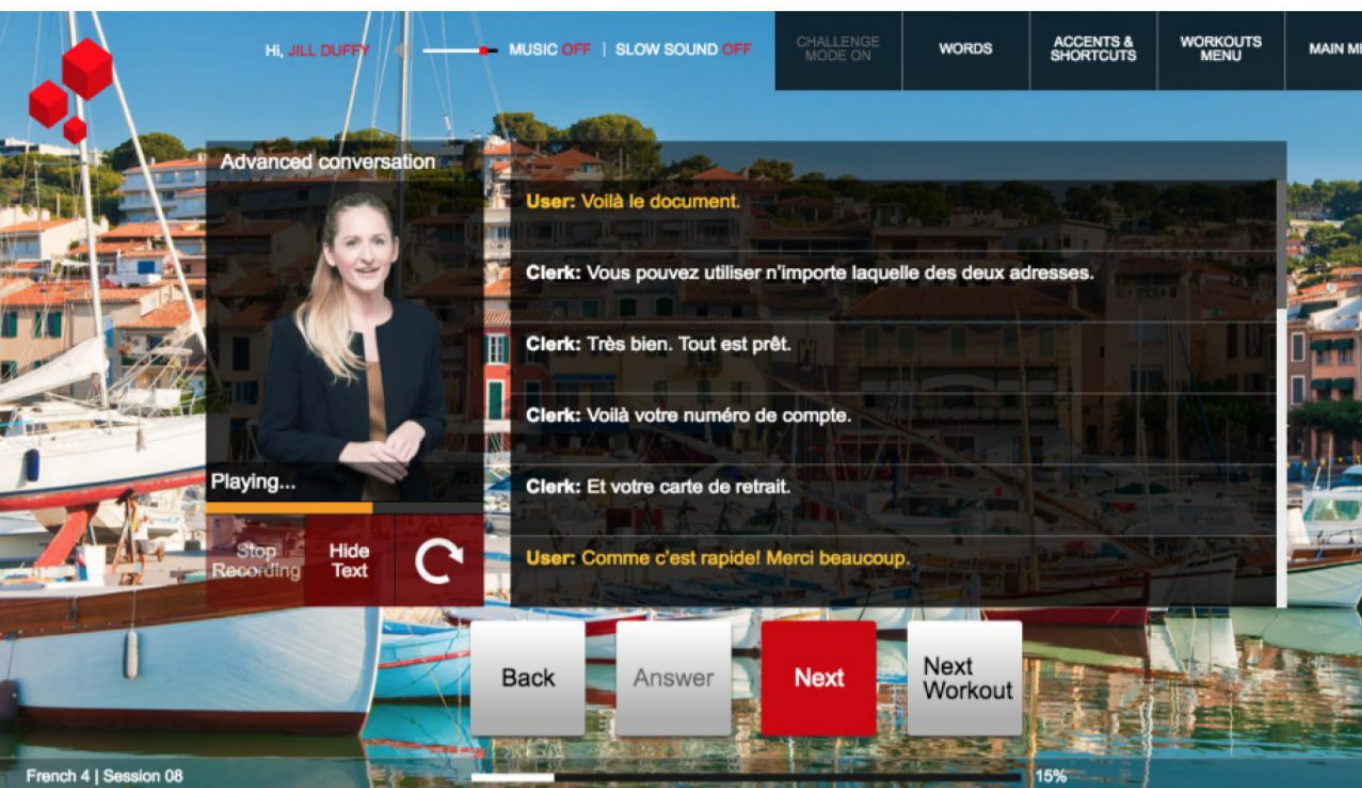 Hi, JILL DUFFY
MUSIC OFF | SLOW SOUND OFF
CHALLENGE
MODE ON
WORDS
ACCENTS &
SHORTCUTS
WORKOUTS
MENU
MAIN ME
Advanced conversation
User: Voilà le document.
Clerk: Vous pouvez utiliser n'importe laquelle des deux adresses.
Clerk: Très bien. Tout est prêt.
Clerk: Voilà votre numéro de compte.
Clerk: Et votre carte de retrait.
User: Comme c'est rapide! Merci beaucoup.
Playing...
Stop
Recording
Hide
Text
Back
Answer
Next
Next
Workout
French 4 | Session 08
15%